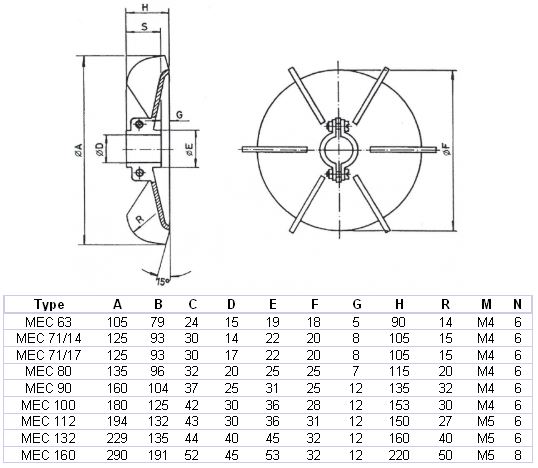 H
S
G
ØA
ØD
ØE
ØF
R
15°
Type A B C D E F G H R M N
MEC 63 105 79 24 15 19 18 5 90 14 M4 6
MEC 71/14 125 93 30 14 22 20 8 105 15 M4 6
MEC 71/17 125 93 30 17 22 20 8 105 15 M4 6
MEC 80 135 96 32 20 25 25 7 115 20 M4 6
MEC 90 160 104 37 25 31 25 12 135 32 M4 6
MEC 100 180 125 42 30 36 28 12 153 30 M4 6
MEC 112 194 132 43 30 36 31 12 150 27 M5 6
MEC 132 229 135 44 40 45 32 12 160 40 M5 6
MEC 160 290 191 52 45 53 32 12 220 50 M5 8